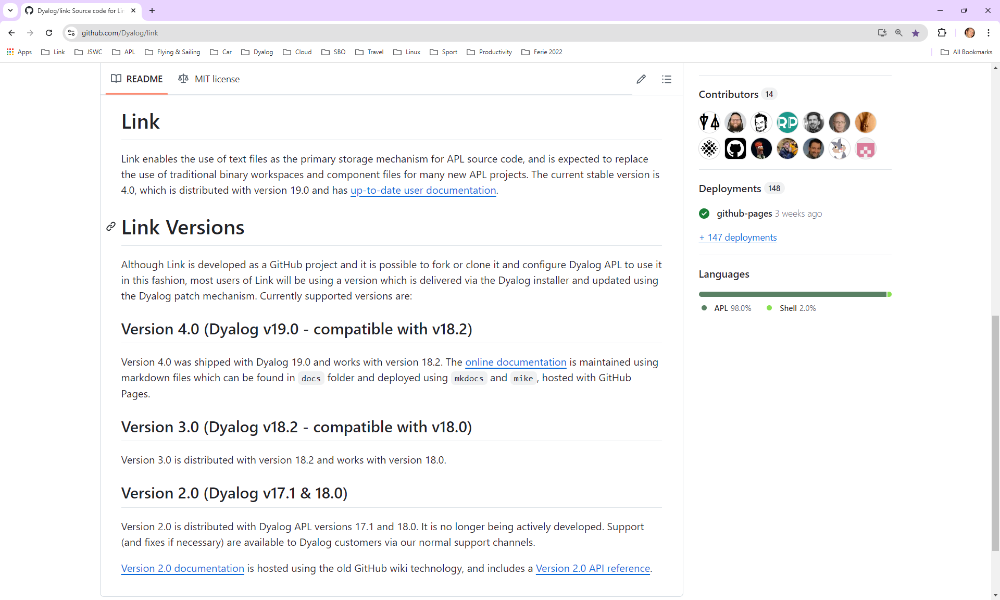 Dyalog/link: Source code for Lin
github.com/Dyalog/link
Apps Link JSWC APL Flying & Sailing Car Dyalog Cloud SBO Travel Linux Sport Productivity Ferie 2022 All Bookmarks
README MIT license
Link
Link enables the use of text files as the primary storage mechanism for APL source code, and is expected to replace
the use of traditional binary workspaces and component files for many new APL projects. The current stable version is
4.0, which is distributed with version 19.0 and has up-to-date user documentation.
Link Versions
Although Link is developed as a GitHub project and it is possible to fork or clone it and configure Dyalog APL to use it
in this fashion, most users of Link will be using a version which is delivered via the Dyalog installer and updated using
the Dyalog patch mechanism. Currently supported versions are:
Version 4.0 (Dyalog v19.0 - compatible with v18.2)
Version 4.0 was shipped with Dyalog 19.0 and works with version 18.2. The online documentation is maintained using
markdown files which can be found in docs folder and deployed using mkdocs and mike, hosted with GitHub
Pages.
Version 3.0 (Dyalog v18.2 - compatible with v18.0)
Version 3.0 is distributed with version 18.2 and works with version 18.0.
Version 2.0 (Dyalog v17.1 & 18.0)
Version 2.0 is distributed with Dyalog APL versions 17.1 and 18.0. It is no longer being actively developed. Support
(and fixes if necessary) are available to Dyalog customers via our normal support channels.
Version 2.0 documentation is hosted using the old GitHub wiki technology, and includes a Version 2.0 API reference.
Contributors 14
RP
Deployments 148
github-pages 3 weeks ago
+ 147 deployments
Languages
APL 98.0% Shell 2.0%